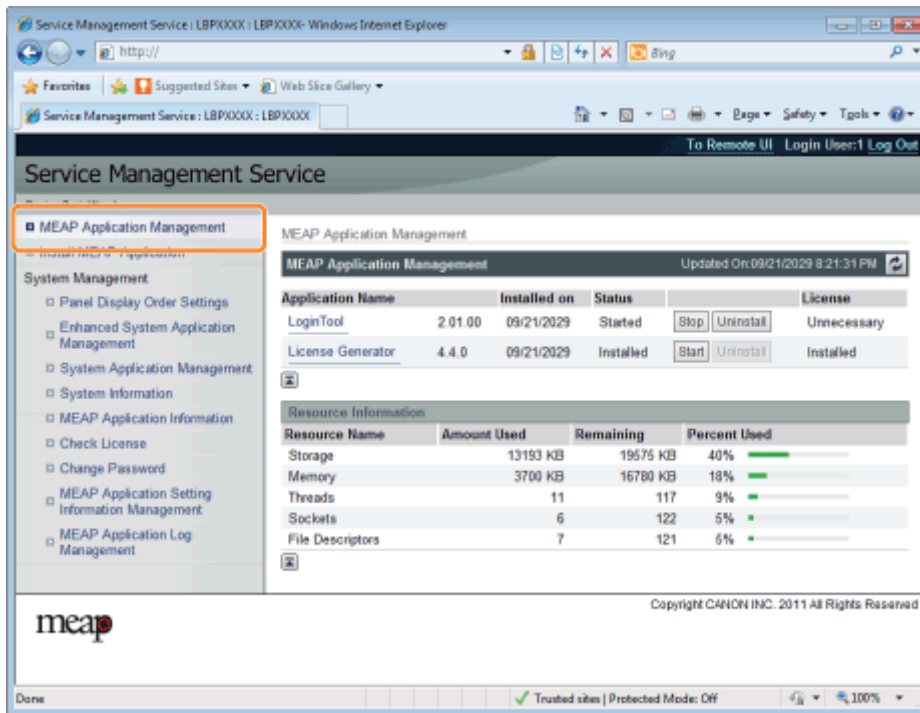 Service Management Service : LBPXXXX : LBPXXXX- Windows Internet Explorer
http://
Bing
Favorites Suggested Sites Web Slice Gallery
Service Management Service : LBPXXXX : LBPXXXX
Page Safety Tools
To Remote UI Login User:1 Log Out
Service Management Service
MEAP Application Management
Install MEAP Application
System Management
Panel Display Order Settings
Enhanced System Application
Management
System Application Management
System Information
MEAP Application Information
Check License
Change Password
MEAP Application Setting
Information Management
MEAP Application Log
Management
MEAP Application Management
MEAP Application Management Updated On:09/21/2029 8:21:31 PM
Application Name Installed on Status License
LoginTool 2.01.00 09/21/2029 Started Stop Uninstall Unnecessary
License Generator 4.4.0 09/21/2029 Installed Start Uninstall Installed
Resource Information
Resource Name Amount Used Remaining Percent Used
Storage 13193 KB 19575 KB 40%
Memory 3700 KB 16780 KB 18%
Threads 11 117 9%
Sockets 6 122 5%
File Descriptors 7 121 6%
Copyright CANON INC. 2011 All Rights Reserved
meap
Done Trusted sites | Protected Mode: Off 100%